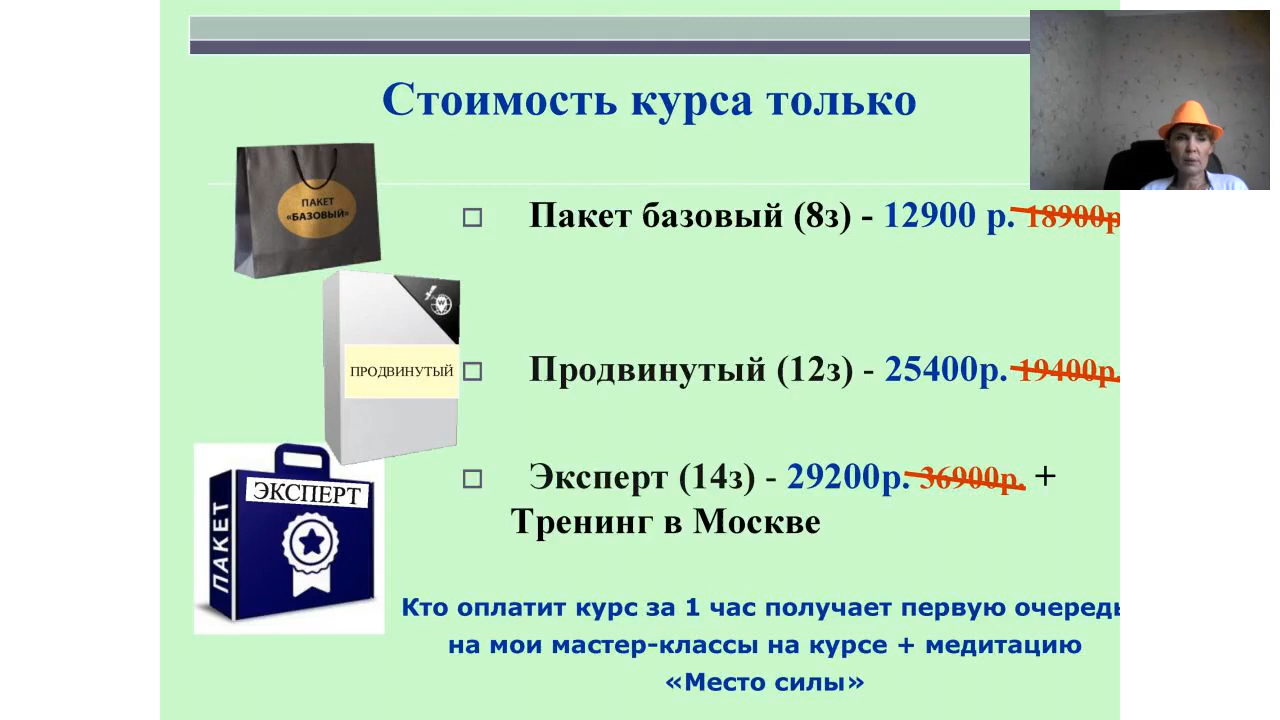 Стоимость курса только
ПАКЕТ
«БАЗОВЫЙ»
Пакет базовый (8з) - 12900 р. 18900р
ПРОДВИНУТЫЙ
Продвинутый (12з) - 25400р. 19400р.
ЭКСПЕРТ
ПАКЕТ
Эксперт (14з) - 29200р. 36900р. +
Тренинг в Москве
Кто оплатит курс за 1 час получает первую очередь
на мои мастер-классы на курсе + медитацию
«Место силы»